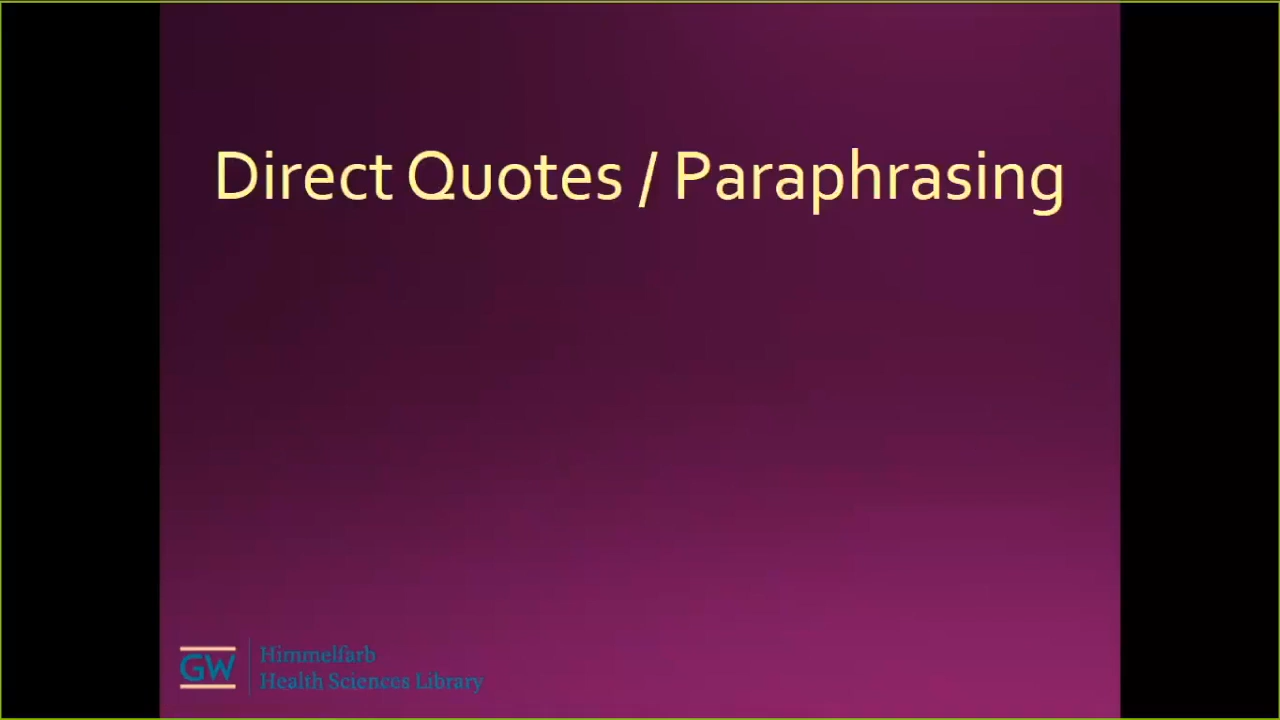 Direct Quotes / Paraphrasing
GW
Himmelfarb
Health Sciences Library